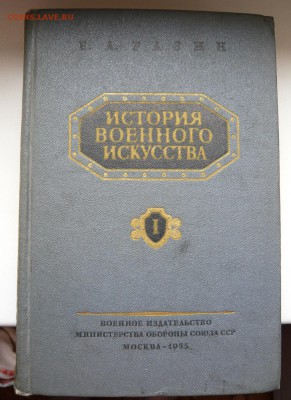 Е. А. РАЗИН
ИСТОРИЯ
ВОЕННОГО
ИСКУССТВА
I
ВОЕННОЕ ИЗДАТЕЛЬСТВО
МИНИСТЕРСТВА ОБОРОНЫ СОЮЗА ССР
МОСКВА—1955